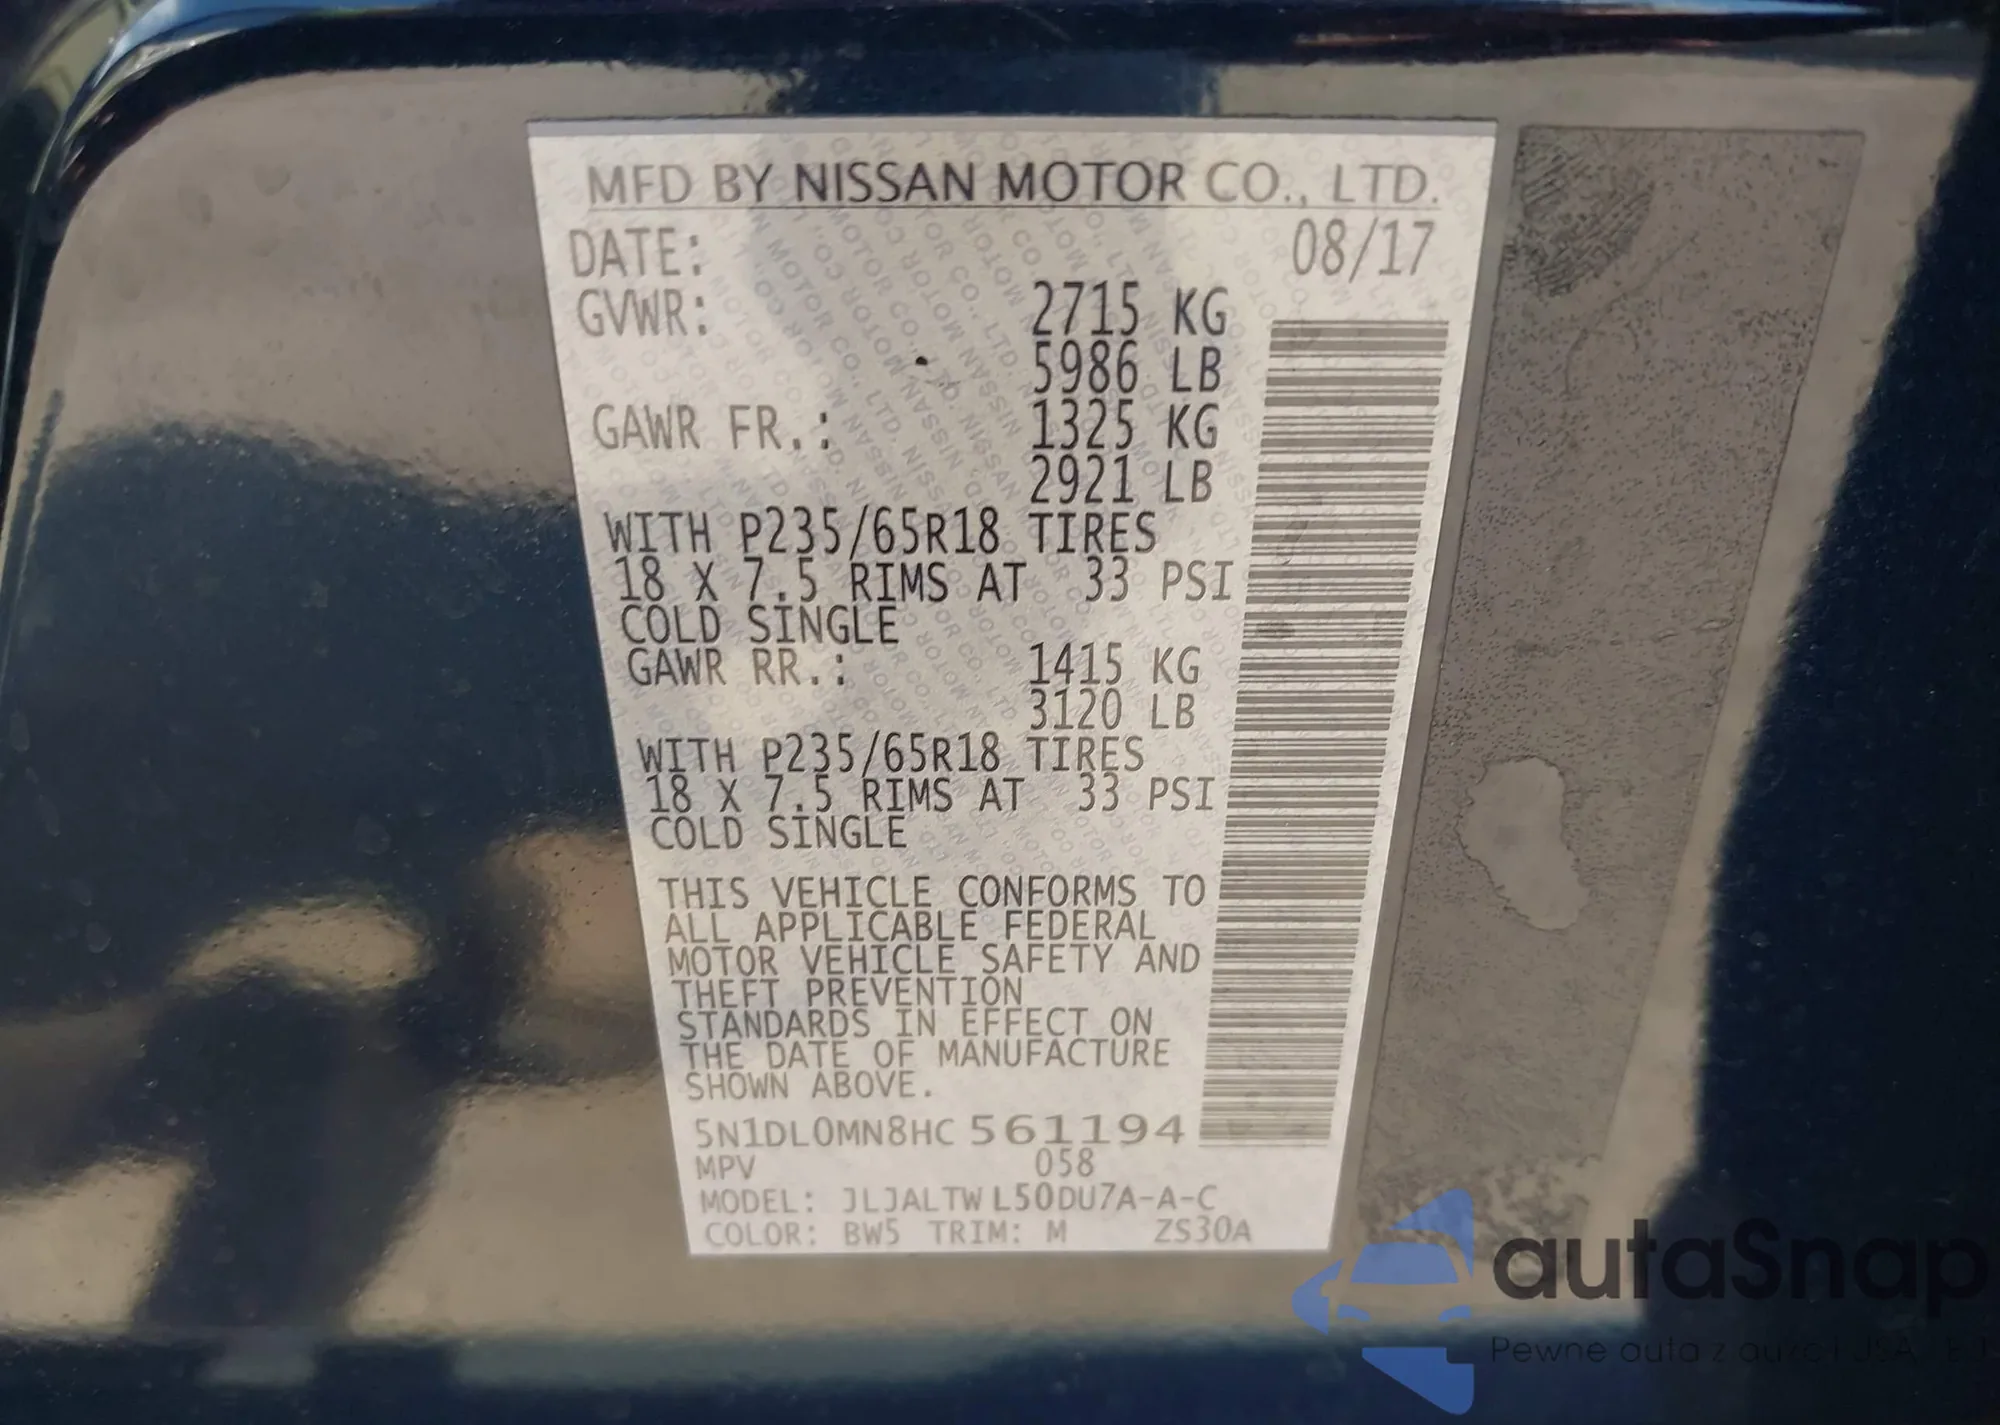 MFD BY NISSAN MOTOR CO., LTD.
DATE: 08/17
GVWR: 2715 KG
5986 LB
GAWR FR.: 1325 KG
2921 LB
WITH P235/65R18 TIRES
18 X 7.5 RIMS AT 33 PSI
COLD SINGLE
GAWR RR.: 1415 KG
3120 LB
WITH P235/65R18 TIRES
18 X 7.5 RIMS AT 33 PSI
COLD SINGLE
THIS VEHICLE CONFORMS TO
ALL APPLICABLE FEDERAL
MOTOR VEHICLE SAFETY AND
THEFT PREVENTION
STANDARDS IN EFFECT ON
THE DATE OF MANUFACTURE
SHOWN ABOVE.
5N1DL0MN8HC 561194
MPV 058
MODEL: JLJALTW L50DU7A-A-C
COLOR: BW5 TRIM: M ZS30A
autaSnap
Pewne auta z